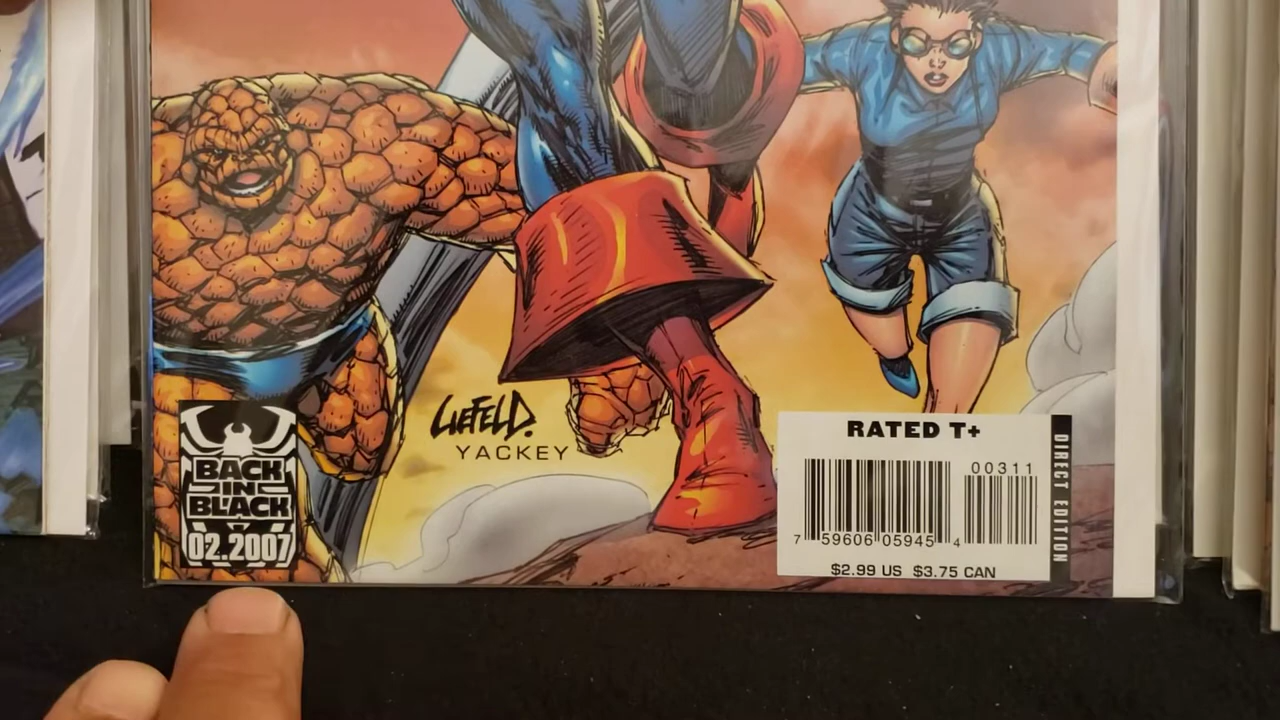 LIEFELD.
YACKEY
BACK
IN
BLACK
02.2007
RATED T+
00311
7 59606 05945 4
$2.99 US $3.75 CAN
DIRECT EDITION